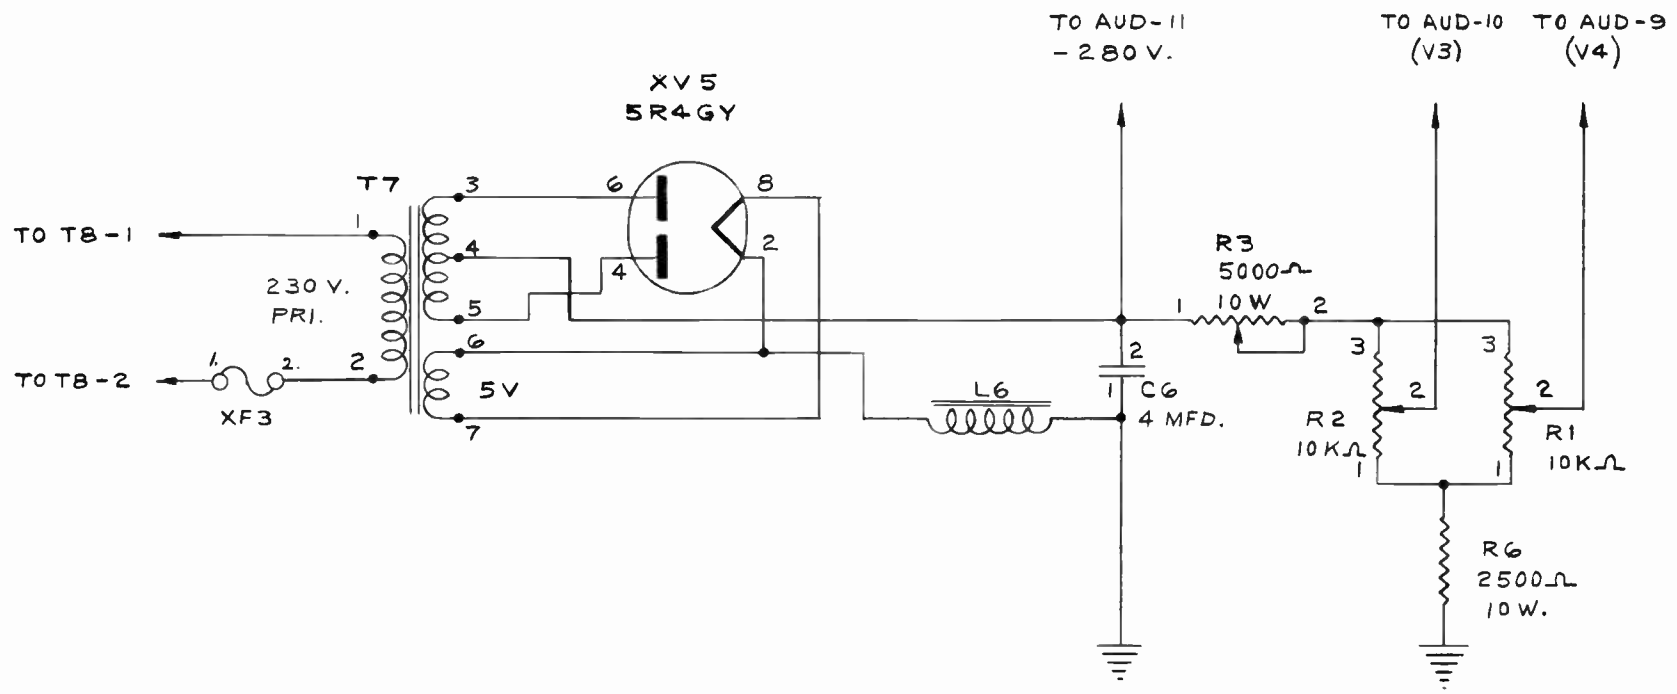 TO AUD-11
-280 V.
TO AUD-10
(V3)
TO AUD-9
(V4)
XV5
5R4GY
T7
3
6
8
1
TO T8-1
4
4
2
230 V.
PRI.
R3
5000Ω
10 W
1
2
5
6
2
3
3
1.
2.
2
TO T8-2
XF3
5V
7
L6
1
C6
4 MFD.
2
2
R2
10KΩ
1
1
R1
10KΩ
R6
2500Ω
10 W.